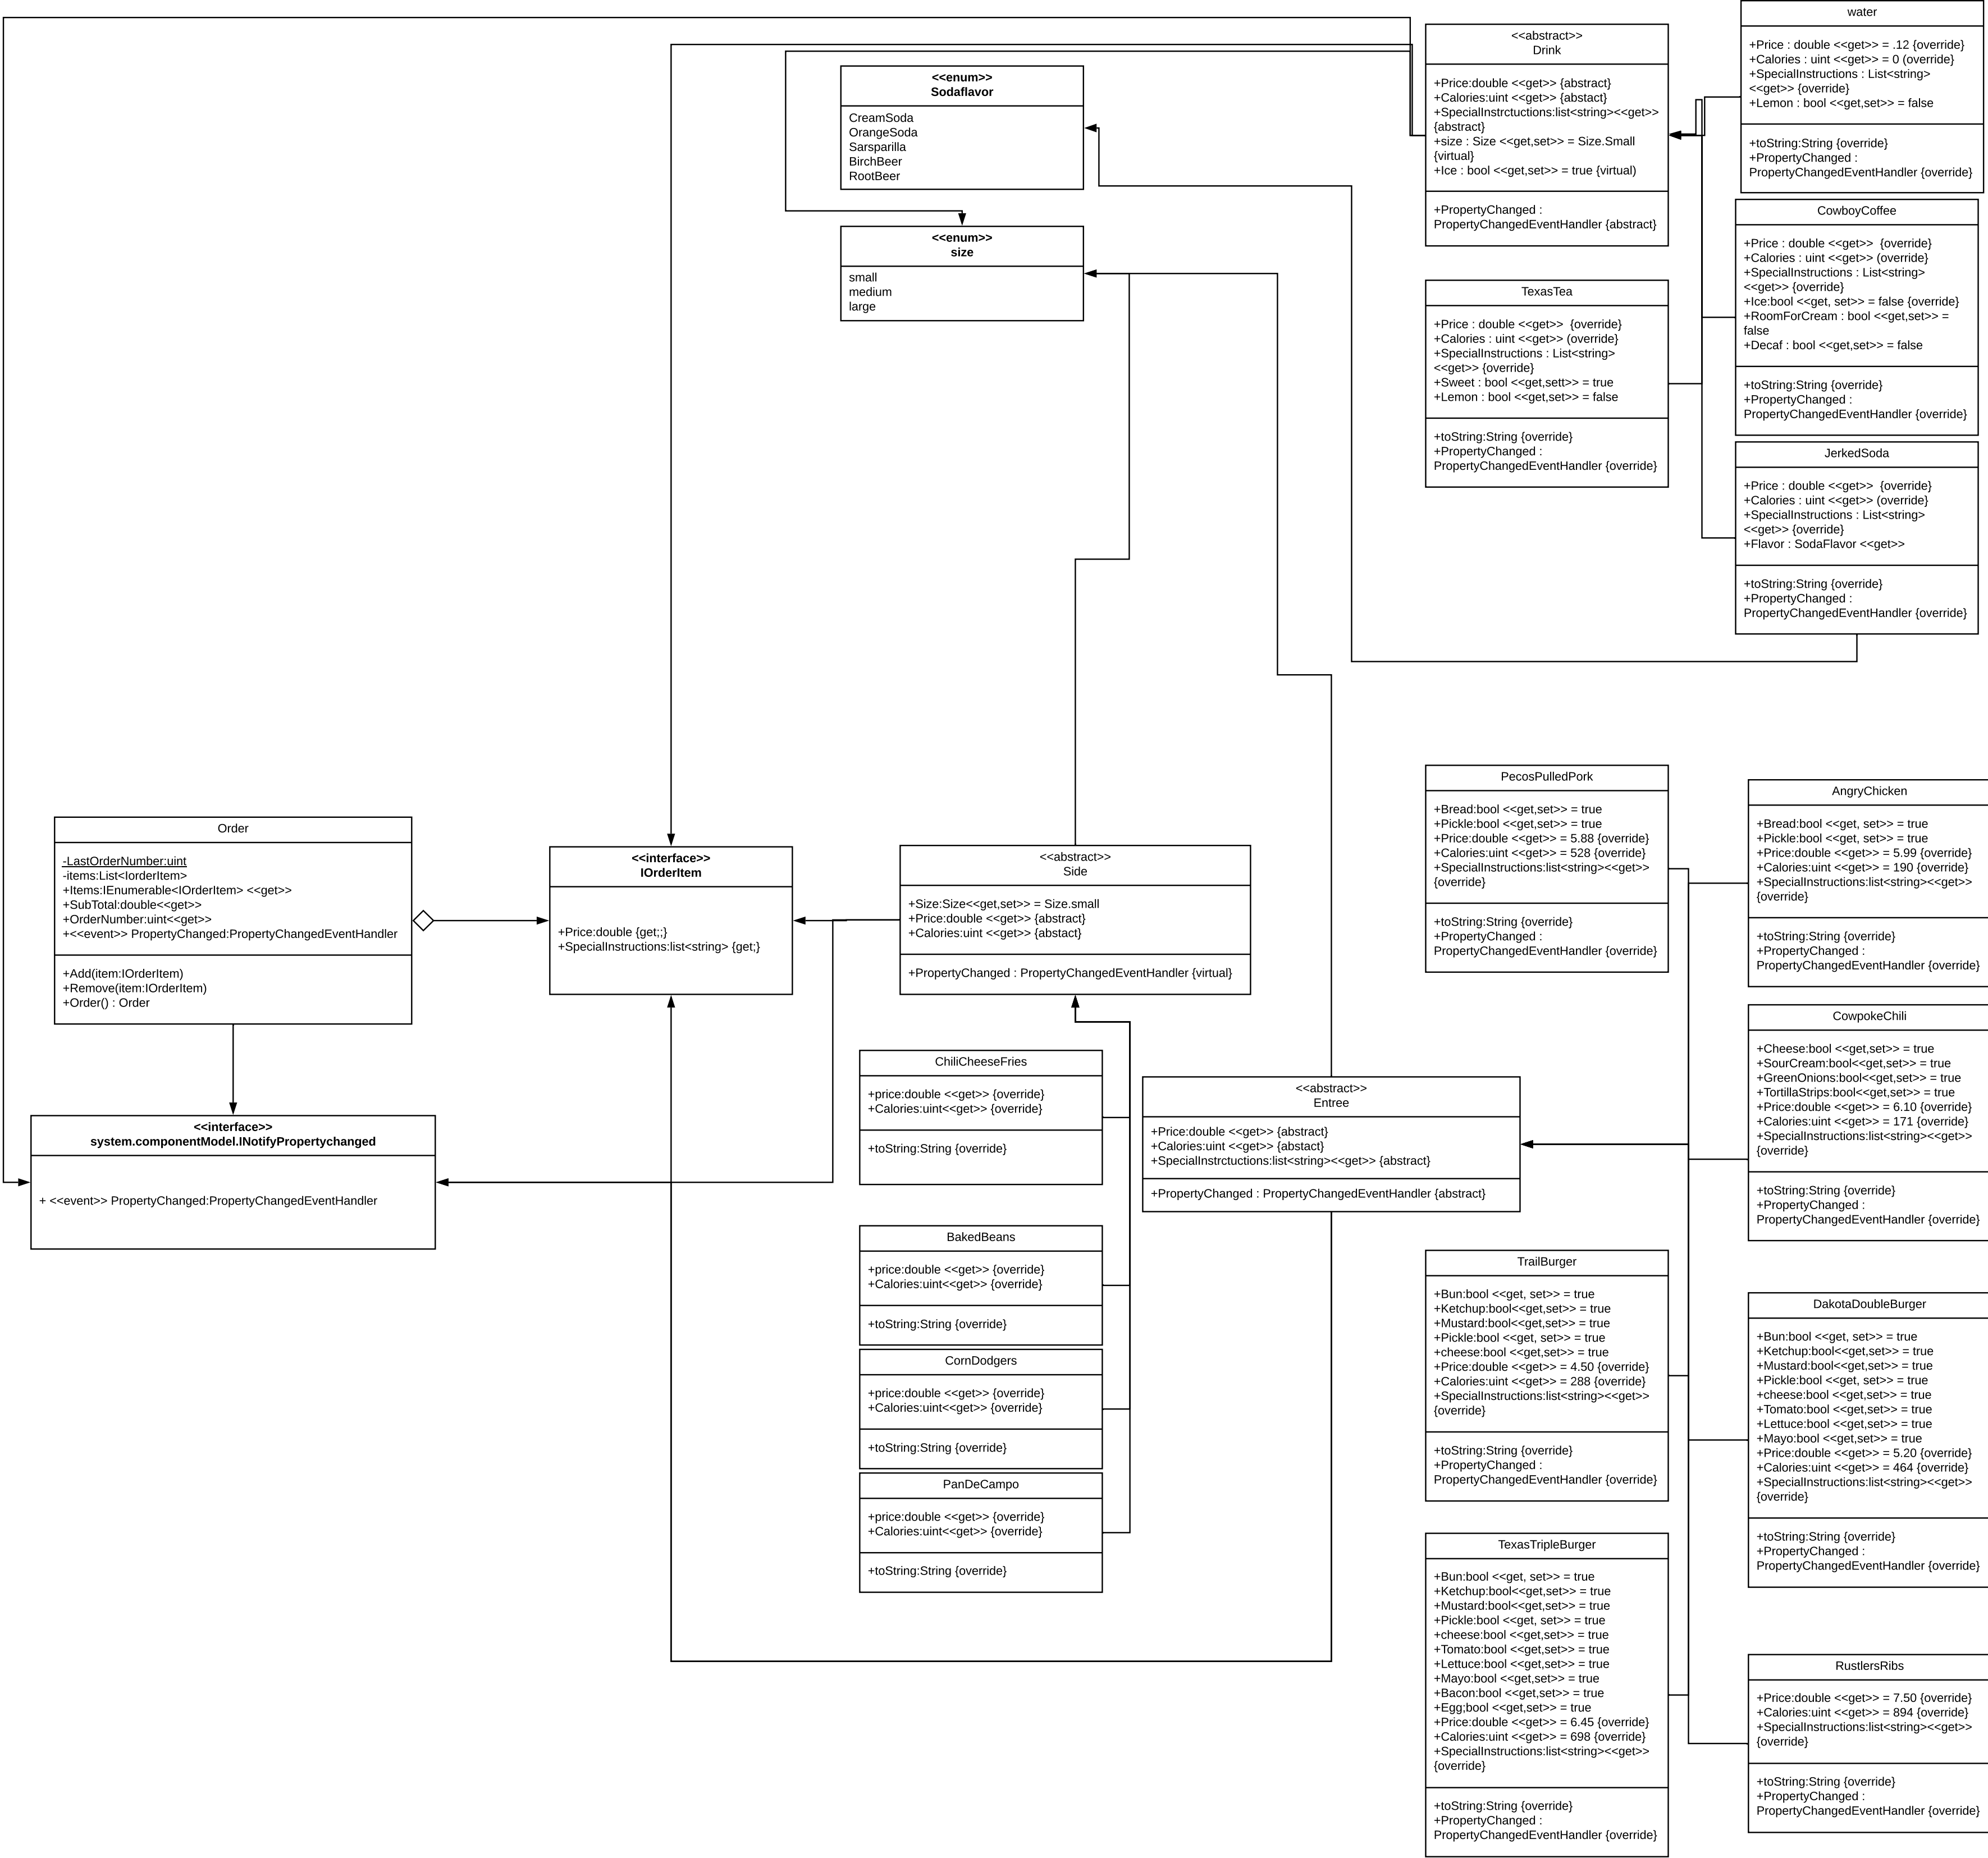 <<enum>>
Sodaflavor
CreamSoda
OrangeSoda
Sarsparilla
BirchBeer
RootBeer
<<enum>>
size
small
medium
large
<<abstract>>
Drink
+Price:double <<get>> {abstract}
+Calories:uint <<get>> {abstact}
+SpecialInstrctuctions:list<string><<get>>
{abstract}
+size : Size <<get,set>> = Size.Small
{virtual}
+Ice : bool <<get,set>> = true {virtual)
+PropertyChanged :
PropertyChangedEventHandler {abstract}
TexasTea
+Price : double <<get>>  {override}
+Calories : uint <<get>> (override}
+SpecialInstructions : List<string>
<<get>> {override}
+Sweet : bool <<get,sett>> = true
+Lemon : bool <<get,set>> = false
+toString:String {override}
+PropertyChanged :
PropertyChangedEventHandler {override}
water
+Price : double <<get>> = .12 {override}
+Calories : uint <<get>> = 0 (override}
+SpecialInstructions : List<string>
<<get>> {override}
+Lemon : bool <<get,set>> = false
+toString:String {override}
+PropertyChanged :
PropertyChangedEventHandler {override}
CowboyCoffee
+Price : double <<get>>  {override}
+Calories : uint <<get>> (override}
+SpecialInstructions : List<string>
<<get>> {override}
+Ice:bool <<get, set>> = false {override}
+RoomForCream : bool <<get,set>> =
false
+Decaf : bool <<get,set>> = false
+toString:String {override}
+PropertyChanged :
PropertyChangedEventHandler {override}
JerkedSoda
+Price : double <<get>>  {override}
+Calories : uint <<get>> (override}
+SpecialInstructions : List<string>
<<get>> {override}
+Flavor : SodaFlavor <<get>>
+toString:String {override}
+PropertyChanged :
PropertyChangedEventHandler {override}
Order
-LastOrderNumber:uint
-items:List<IorderItem>
+Items:IEnumerable<IOrderItem> <<get>>
+SubTotal:double<<get>>
+OrderNumber:uint<<get>>
+<<event>> PropertyChanged:PropertyChangedEventHandler
+Add(item:IOrderItem)
+Remove(item:IOrderItem)
+Order() : Order
<<interface>>
system.componentModel.INotifyPropertychanged
+ <<event>> PropertyChanged:PropertyChangedEventHandler
<<interface>>
IOrderItem
+Price:double {get;;}
+SpecialInstructions:list<string> {get;}
<<abstract>>
Side
+Size:Size<<get,set>> = Size.small
+Price:double <<get>> {abstract}
+Calories:uint <<get>> {abstact}
+PropertyChanged : PropertyChangedEventHandler {virtual}
ChiliCheeseFries
+price:double <<get>> {override}
+Calories:uint<<get>> {override}
+toString:String {override}
BakedBeans
+price:double <<get>> {override}
+Calories:uint<<get>> {override}
+toString:String {override}
CornDodgers
+price:double <<get>> {override}
+Calories:uint<<get>> {override}
+toString:String {override}
PanDeCampo
+price:double <<get>> {override}
+Calories:uint<<get>> {override}
+toString:String {override}
<<abstract>>
Entree
+Price:double <<get>> {abstract}
+Calories:uint <<get>> {abstact}
+SpecialInstrctuctions:list<string><<get>> {abstract}
+PropertyChanged : PropertyChangedEventHandler {abstract}
PecosPulledPork
+Bread:bool <<get,set>> = true
+Pickle:bool <<get,set>> = true
+Price:double <<get>> = 5.88 {override}
+Calories:uint <<get>> = 528 {override}
+SpecialInstructions:list<string><<get>>
{override}
+toString:String {override}
+PropertyChanged :
PropertyChangedEventHandler {override}
TrailBurger
+Bun:bool <<get, set>> = true
+Ketchup:bool<<get,set>> = true
+Mustard:bool<<get,set>> = true
+Pickle:bool <<get, set>> = true
+cheese:bool <<get,set>> = true
+Price:double <<get>> = 4.50 {override}
+Calories:uint <<get>> = 288 {override}
+SpecialInstructions:list<string><<get>>
{override}
+toString:String {override}
+PropertyChanged :
PropertyChangedEventHandler {override}
TexasTripleBurger
+Bun:bool <<get, set>> = true
+Ketchup:bool<<get,set>> = true
+Mustard:bool<<get,set>> = true
+Pickle:bool <<get, set>> = true
+cheese:bool <<get,set>> = true
+Tomato:bool <<get,set>> = true
+Lettuce:bool <<get,set>> = true
+Mayo:bool <<get,set>> = true
+Bacon:bool <<get,set>> = true
+Egg;bool <<get,set>> = true
+Price:double <<get>> = 6.45 {override}
+Calories:uint <<get>> = 698 {override}
+SpecialInstructions:list<string><<get>>
{override}
+toString:String {override}
+PropertyChanged :
PropertyChangedEventHandler {override}
AngryChicken
+Bread:bool <<get, set>> = true
+Pickle:bool <<get, set>> = true
+Price:double <<get>> = 5.99 {override}
+Calories:uint <<get>> = 190 {override}
+SpecialInstructions:list<string><<get>>
{override}
+toString:String {override}
+PropertyChanged :
PropertyChangedEventHandler {override}
CowpokeChili
+Cheese:bool <<get,set>> = true
+SourCream:bool<<get,set>> = true
+GreenOnions:bool<<get,set>> = true
+TortillaStrips:bool<<get,set>> = true
+Price:double <<get>> = 6.10 {override}
+Calories:uint <<get>> = 171 {override}
+SpecialInstructions:list<string><<get>>
{override}
+toString:String {override}
+PropertyChanged :
PropertyChangedEventHandler {override}
DakotaDoubleBurger
+Bun:bool <<get, set>> = true
+Ketchup:bool<<get,set>> = true
+Mustard:bool<<get,set>> = true
+Pickle:bool <<get, set>> = true
+cheese:bool <<get,set>> = true
+Tomato:bool <<get,set>> = true
+Lettuce:bool <<get,set>> = true
+Mayo:bool <<get,set>> = true
+Price:double <<get>> = 5.20 {override}
+Calories:uint <<get>> = 464 {override}
+SpecialInstructions:list<string><<get>>
{override}
+toString:String {override}
+PropertyChanged :
PropertyChangedEventHandler {override}
RustlersRibs
+Price:double <<get>> = 7.50 {override}
+Calories:uint <<get>> = 894 {override}
+SpecialInstructions:list<string><<get>>
{override}
+toString:String {override}
+PropertyChanged :
PropertyChangedEventHandler {override}